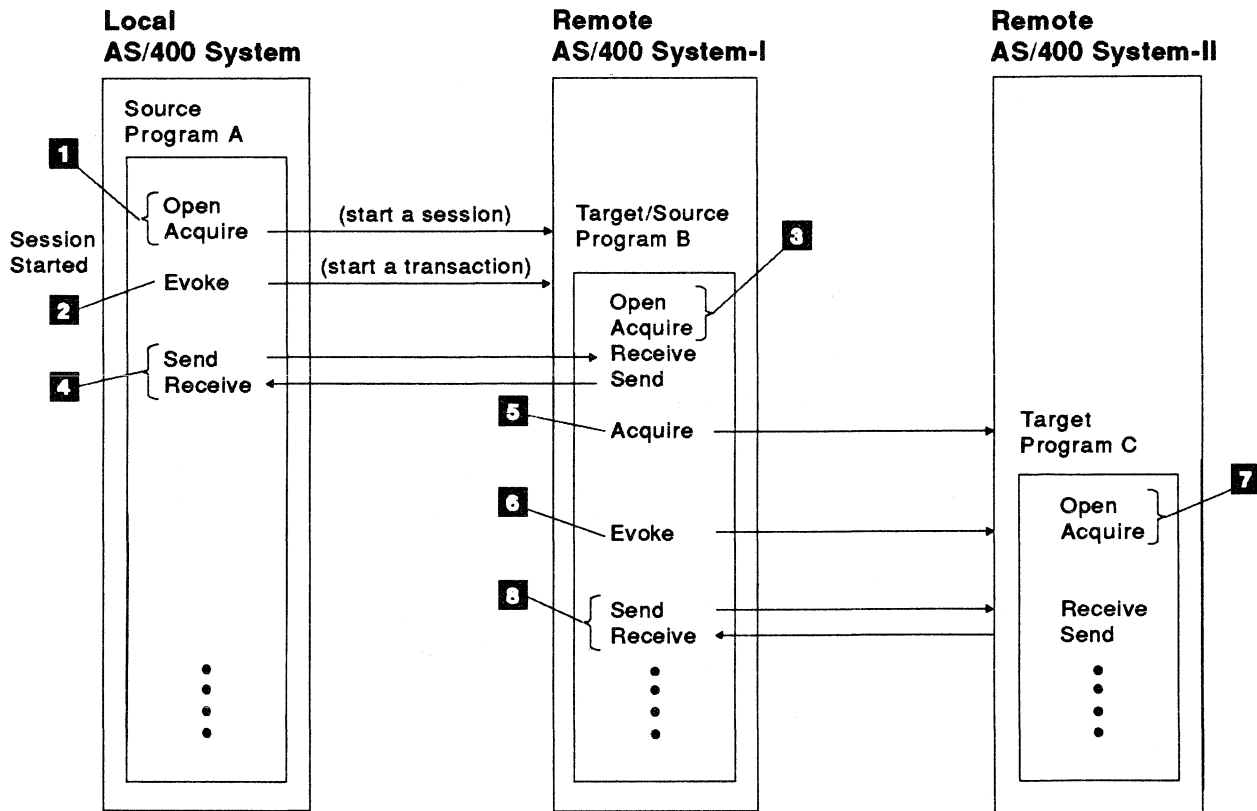 Local
AS/400 System
Remote
AS/400 System-I
Remote
AS/400 System-II
Source
Program A
1
Open
Acquire
(start a session)
Target/Source
Program B
3
Session
Started
Evoke
(start a transaction)
2
Open
Acquire
Send
Receive
4
Receive
Send
5
Acquire
Target
Program C
7
6
Evoke
Open
Acquire
8
Send
Receive
Receive
Send